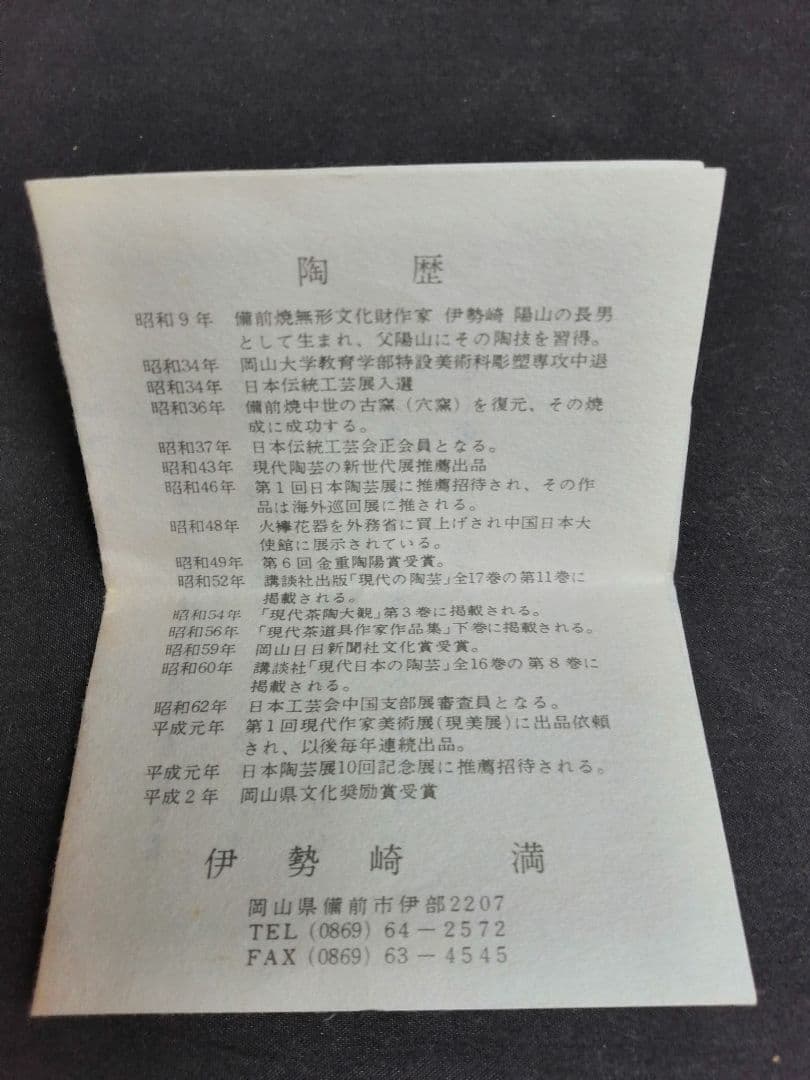 陶歴
昭和9年 備前焼無形文化財作家 伊勢崎 陽山の長男
として生まれ、父陽山にその陶技を習得。
昭和34年 岡山大学教育学部特設美術科彫塑専攻中退
昭和34年 日本伝統工芸展入選
昭和36年 備前焼中世の古窯(穴窯)を復元、その焼
成に成功する。
昭和37年 日本伝統工芸会正会員となる。
昭和43年 現代陶芸の新世代展推薦出品
昭和46年 第1回日本陶芸展に推薦招待され、その作
品は海外巡回展に推される。
昭和48年 火襷花器を外務省に買上げされ中国日本大
使館に展示されている。
昭和49年 第6回金重陶陽賞受賞。
昭和52年 講談社出版「現代の陶芸」全17巻の第11巻に
掲載される。
昭和54年 「現代茶陶大観」第3巻に掲載される。
昭和56年 「現代茶道具作家作品集」下巻に掲載される。
昭和59年 岡山日日新聞社文化賞受賞。
昭和60年 講談社「現代日本の陶芸」全16巻の第8巻に
掲載される。
昭和62年 日本工芸会中国支部展審査員となる。
平成元年 第1回現代作家美術展(現美展)に出品依頼
され、以後毎年連続出品。
平成元年 日本陶芸展10回記念展に推薦招待される。
平成2年 岡山県文化奨励賞受賞
伊勢崎 満
岡山県備前市伊部2207
TEL (0869) 64-2572
FAX (0869) 63-4545